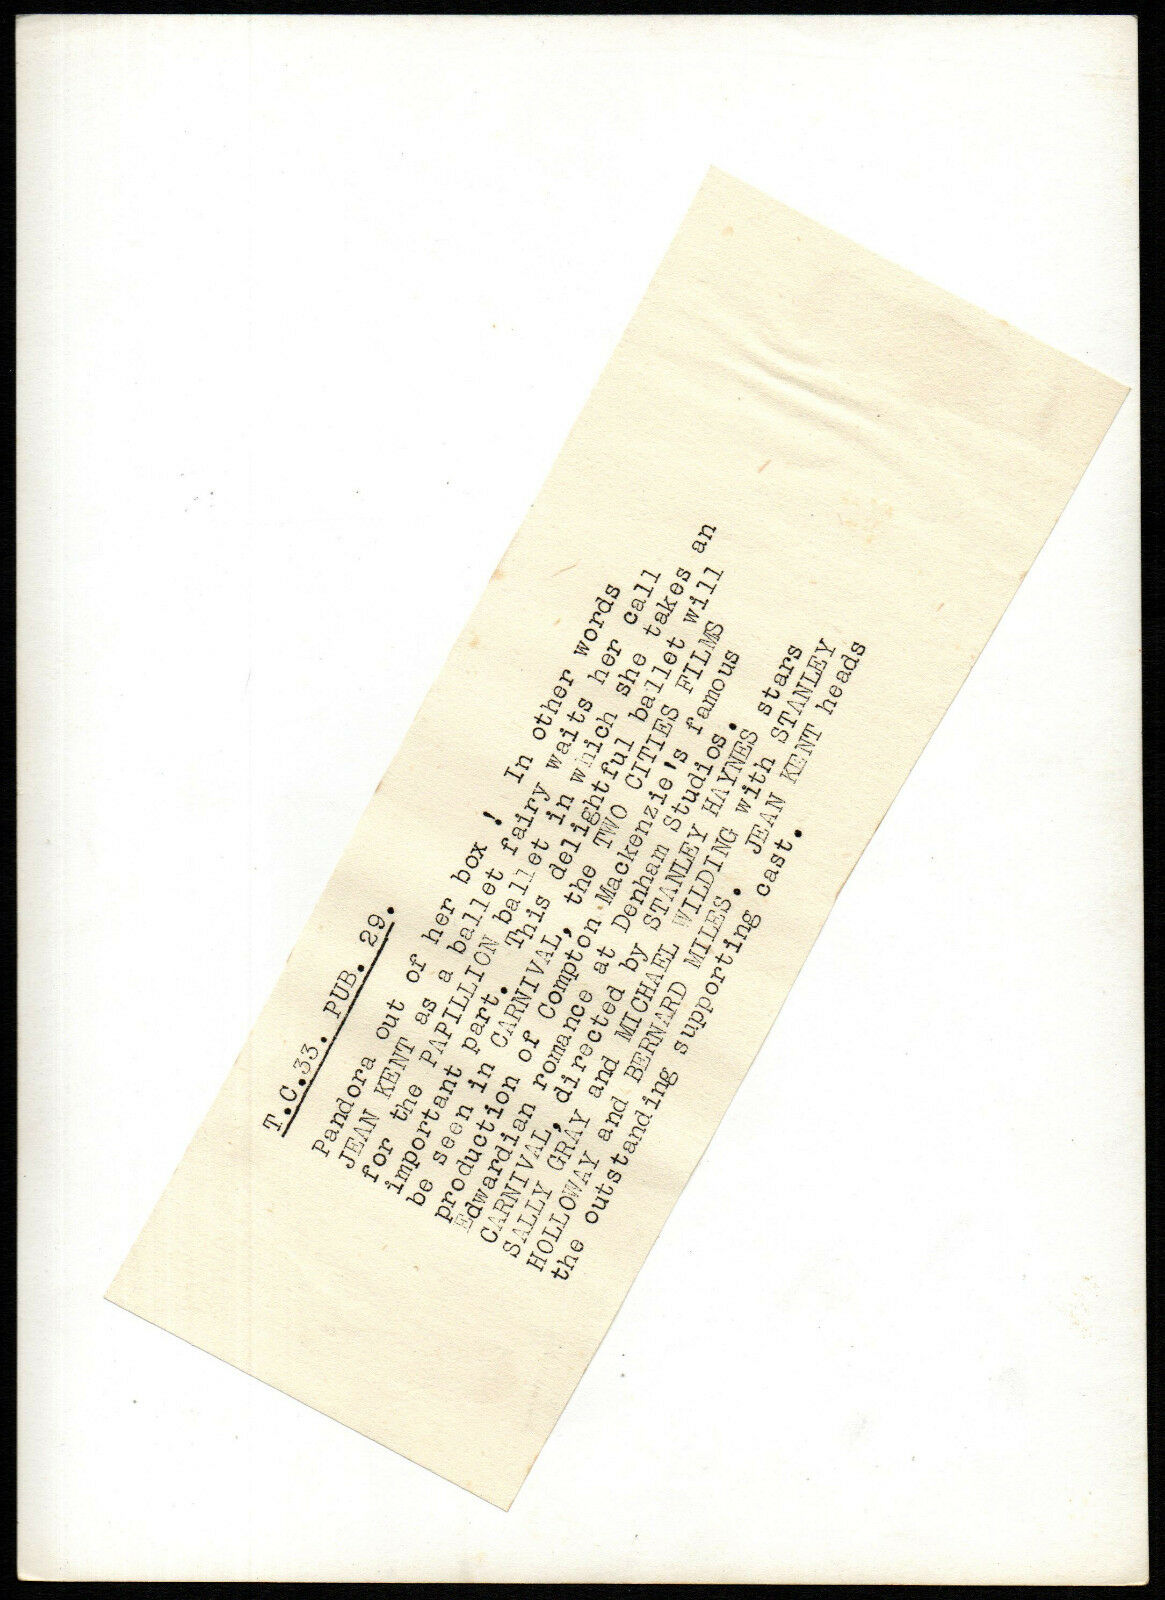 T.C.33. PUB. 29.
Pandora out of her box ! In other words
JEAN KENT as a ballet fairy waits her call
for the PAPILLION ballet in which she takes an
important part. This delightful ballet will
be seen in CARNIVAL, the TWO CITIES FILMS
production of Compton Mackenzie's famous
Edwardian romance at Denham Studios.
CARNIVAL, directed by STANLEY HAYNES stars
SALLY GRAY and MICHAEL WILDING with STANLEY
HOLLOWAY and BERNARD MILES. JEAN KENT heads
the outstanding supporting cast.